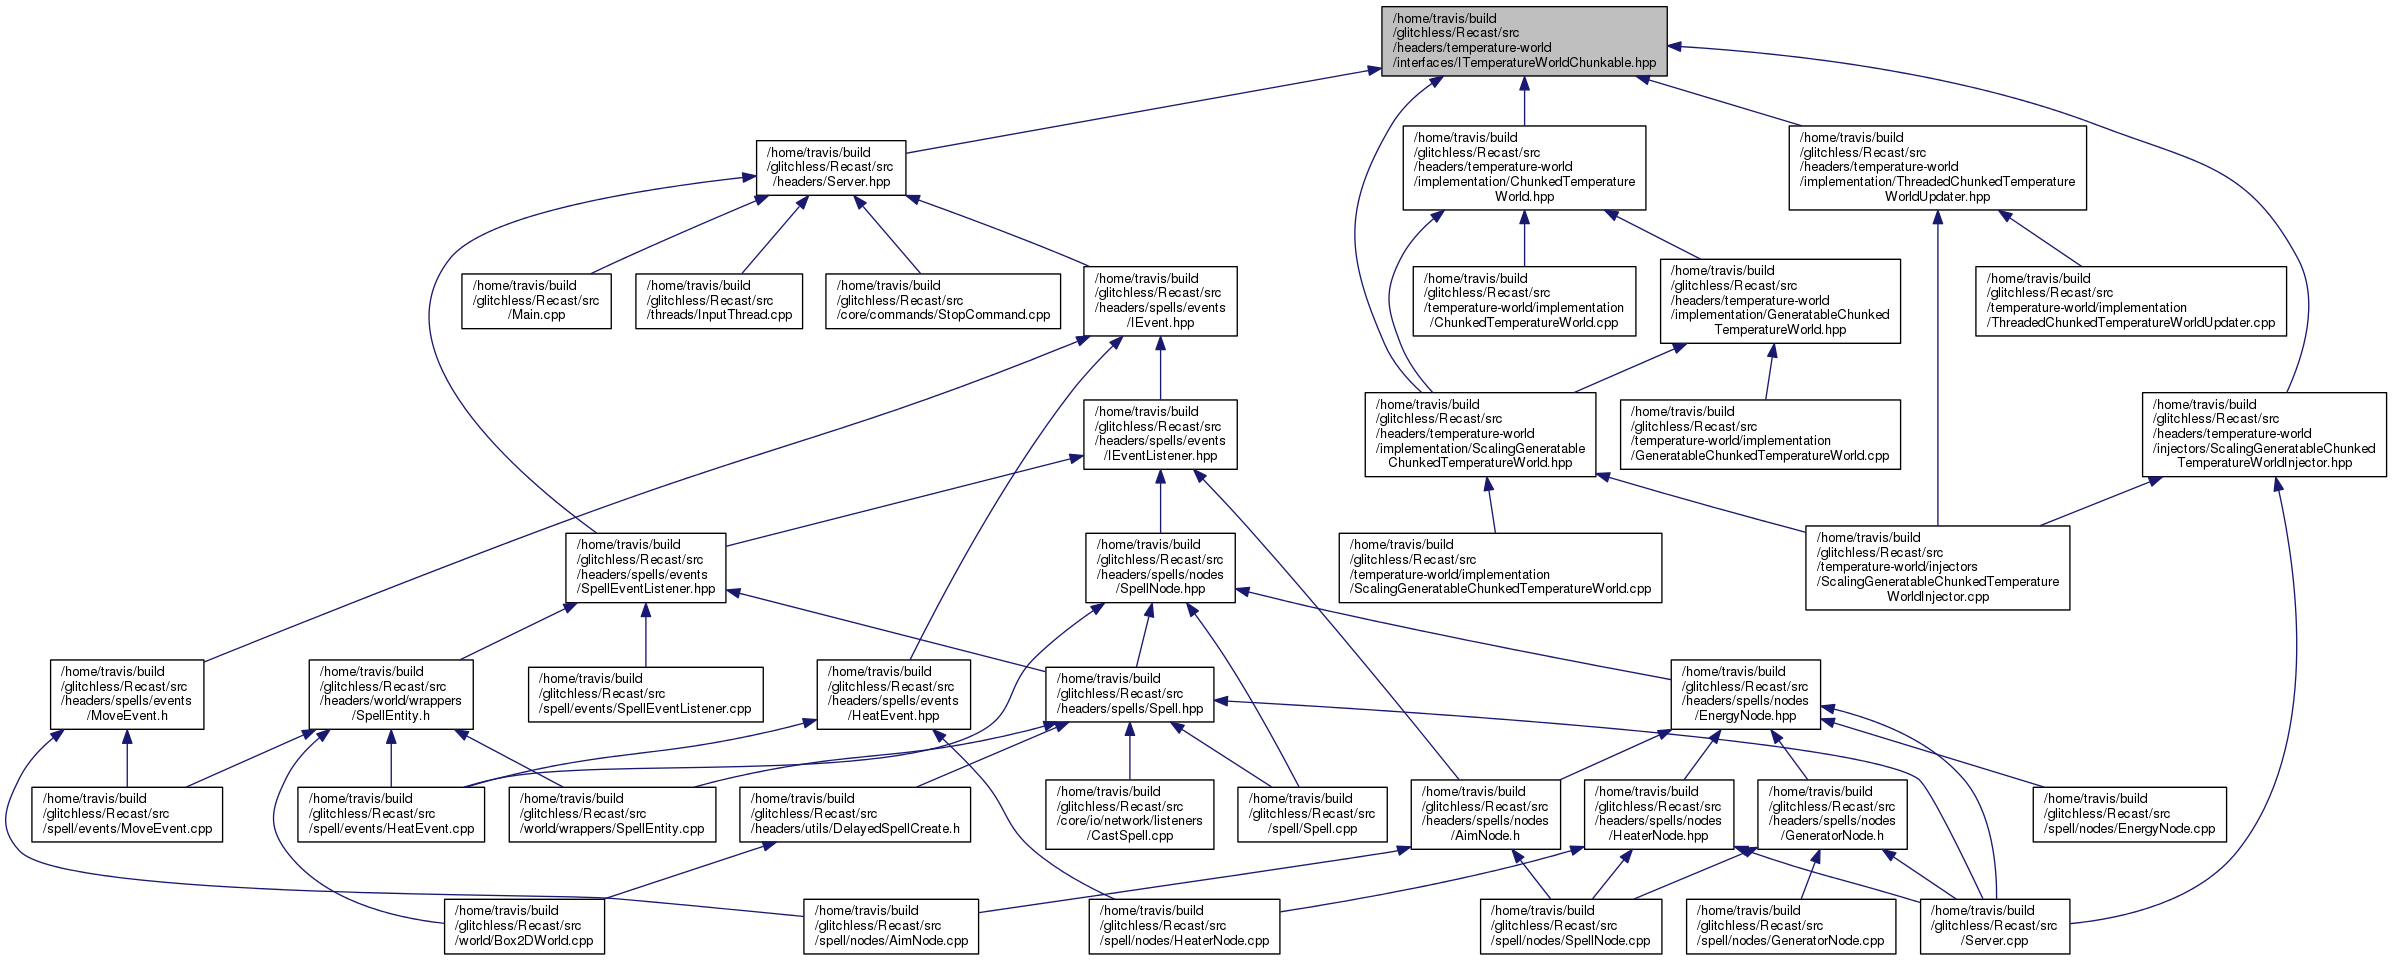 /home/travis/build
/glitchless/Recast/src
/headers/temperature-world
/interfaces/ITemperatureWorldChunkable.hpp
/home/travis/build
/glitchless/Recast/src
/headers/Server.hpp
/home/travis/build
/glitchless/Recast/src
/headers/temperature-world
/implementation/ChunkedTemperature
World.hpp
/home/travis/build
/glitchless/Recast/src
/headers/temperature-world
/implementation/ThreadedChunkedTemperature
WorldUpdater.hpp
/home/travis/build
/glitchless/Recast/src
/Main.cpp
/home/travis/build
/glitchless/Recast/src
/threads/InputThread.cpp
/home/travis/build
/glitchless/Recast/src
/core/commands/StopCommand.cpp
/home/travis/build
/glitchless/Recast/src
/headers/spells/events
/IEvent.hpp
/home/travis/build
/glitchless/Recast/src
/temperature-world/implementation
/ChunkedTemperatureWorld.cpp
/home/travis/build
/glitchless/Recast/src
/headers/temperature-world
/implementation/GeneratableChunked
TemperatureWorld.hpp
/home/travis/build
/glitchless/Recast/src
/temperature-world/implementation
/ThreadedChunkedTemperatureWorldUpdater.cpp
/home/travis/build
/glitchless/Recast/src
/headers/spells/events
/IEventListener.hpp
/home/travis/build
/glitchless/Recast/src
/headers/temperature-world
/implementation/ScalingGeneratable
ChunkedTemperatureWorld.hpp
/home/travis/build
/glitchless/Recast/src
/temperature-world/implementation
/GeneratableChunkedTemperatureWorld.cpp
/home/travis/build
/glitchless/Recast/src
/headers/temperature-world
/injectors/ScalingGeneratableChunked
TemperatureWorldInjector.hpp
/home/travis/build
/glitchless/Recast/src
/headers/spells/events
/SpellEventListener.hpp
/home/travis/build
/glitchless/Recast/src
/headers/spells/nodes
/SpellNode.hpp
/home/travis/build
/glitchless/Recast/src
/temperature-world/implementation
/ScalingGeneratableChunkedTemperatureWorld.cpp
/home/travis/build
/glitchless/Recast/src
/temperature-world/injectors
/ScalingGeneratableChunkedTemperature
WorldInjector.cpp
/home/travis/build
/glitchless/Recast/src
/headers/spells/events
/MoveEvent.h
/home/travis/build
/glitchless/Recast/src
/headers/world/wrappers
/SpellEntity.h
/home/travis/build
/glitchless/Recast/src
/spell/events/SpellEventListener.cpp
/home/travis/build
/glitchless/Recast/src
/headers/spells/events
/HeatEvent.hpp
/home/travis/build
/glitchless/Recast/src
/headers/spells/Spell.hpp
/home/travis/build
/glitchless/Recast/src
/headers/spells/nodes
/EnergyNode.hpp
/home/travis/build
/glitchless/Recast/src
/spell/events/MoveEvent.cpp
/home/travis/build
/glitchless/Recast/src
/spell/events/HeatEvent.cpp
/home/travis/build
/glitchless/Recast/src
/world/wrappers/SpellEntity.cpp
/home/travis/build
/glitchless/Recast/src
/headers/utils/DelayedSpellCreate.h
/home/travis/build
/glitchless/Recast/src
/core/io/network/listeners
/CastSpell.cpp
/home/travis/build
/glitchless/Recast/src
/spell/Spell.cpp
/home/travis/build
/glitchless/Recast/src
/headers/spells/nodes
/AimNode.h
/home/travis/build
/glitchless/Recast/src
/headers/spells/nodes
/HeaterNode.hpp
/home/travis/build
/glitchless/Recast/src
/headers/spells/nodes
/GeneratorNode.h
/home/travis/build
/glitchless/Recast/src
/spell/nodes/EnergyNode.cpp
/home/travis/build
/glitchless/Recast/src
/world/Box2DWorld.cpp
/home/travis/build
/glitchless/Recast/src
/spell/nodes/AimNode.cpp
/home/travis/build
/glitchless/Recast/src
/spell/nodes/HeaterNode.cpp
/home/travis/build
/glitchless/Recast/src
/spell/nodes/SpellNode.cpp
/home/travis/build
/glitchless/Recast/src
/spell/nodes/GeneratorNode.cpp
/home/travis/build
/glitchless/Recast/src
/Server.cpp